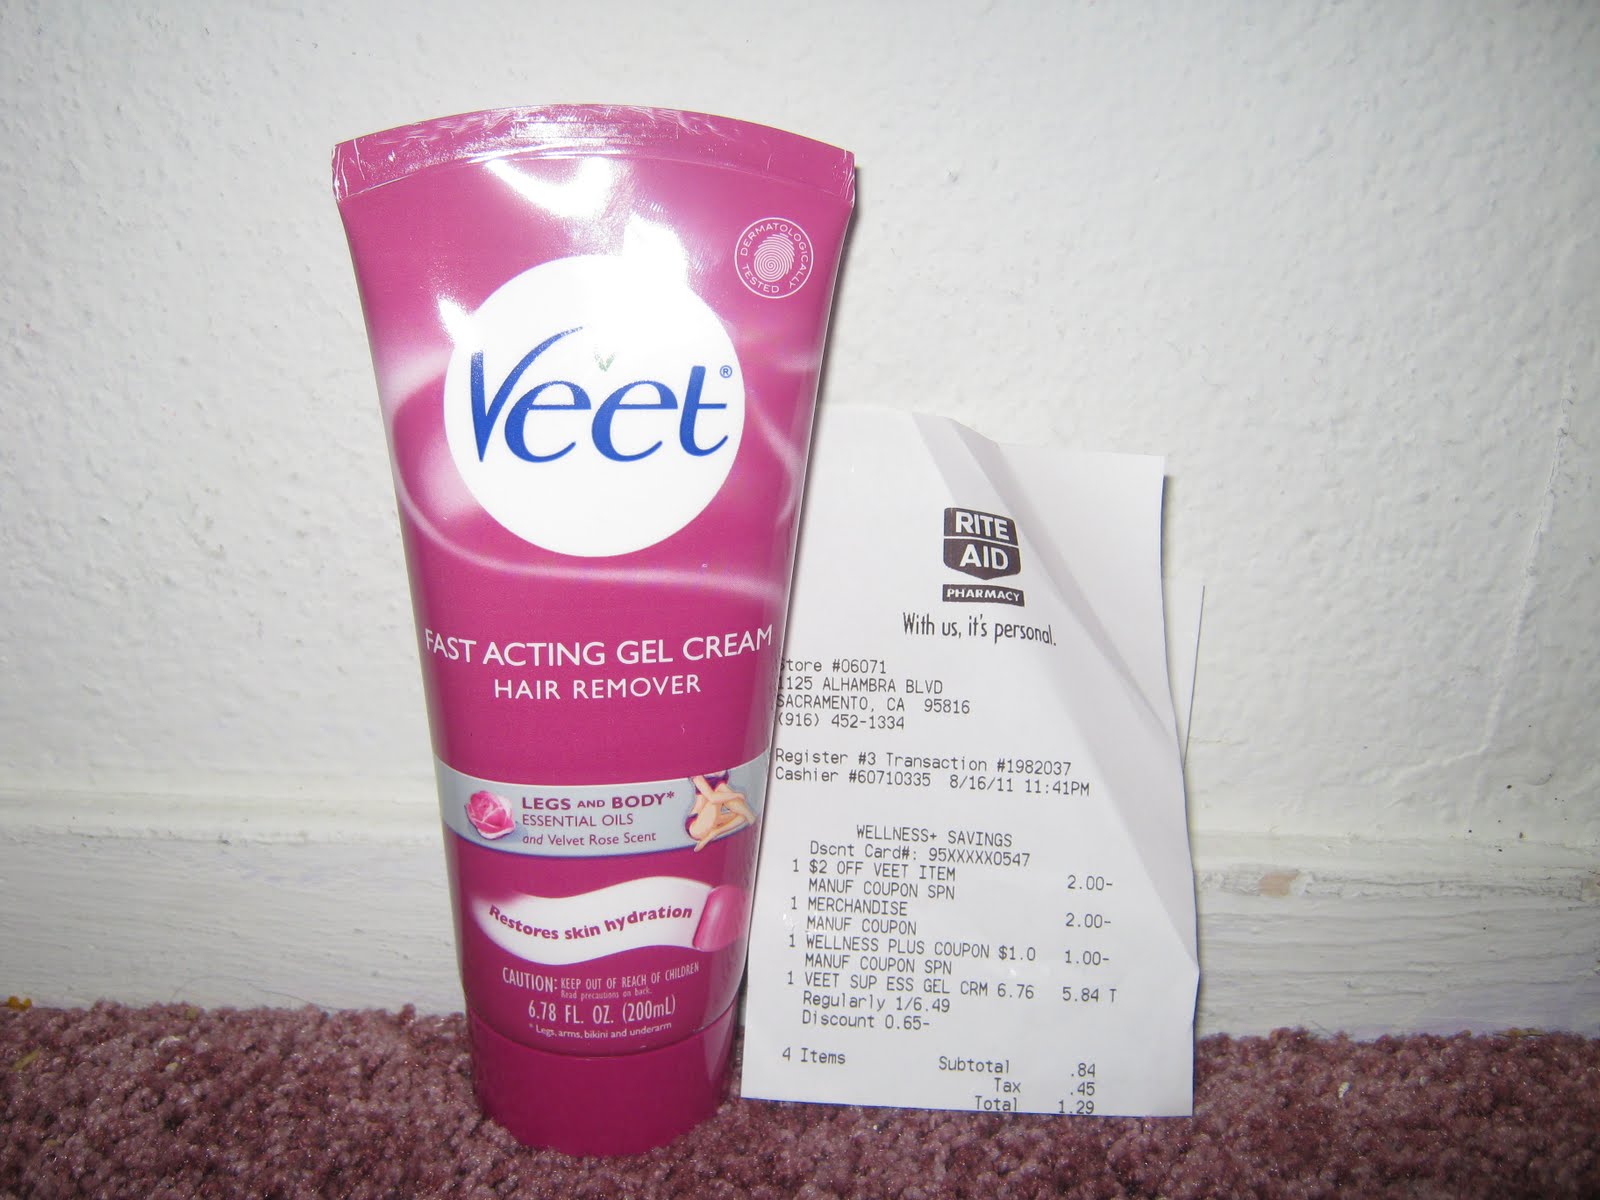 DERMATOLOGICALLY TESTED
Veet®
FAST ACTING GEL CREAM
HAIR REMOVER
LEGS AND BODY*
ESSENTIAL OILS
and Velvet Rose Scent
Restores skin hydration
CAUTION: KEEP OUT OF REACH OF CHILDREN
Read precautions on back.
6.78 FL. OZ. (200mL)
* Legs, arms, bikini and underarm
RITE
AID
PHARMACY
With us, it's personal.
Store #06071
1125 ALHAMBRA BLVD
SACRAMENTO, CA 95816
(916) 452-1334
Register #3 Transaction #1982037
Cashier #60710335 8/16/11 11:41PM
WELLNESS+ SAVINGS
Dscnt Card#: 95XXXXXX0547
1 $2 OFF VEET ITEM 2.00-
MANUF COUPON SPN
1 MERCHANDISE 2.00-
MANUF COUPON
1 WELLNESS PLUS COUPON $1.0 1.00-
MANUF COUPON SPN
1 VEET SUP ESS GEL CRM 6.76 5.84 T
Regularly 1/6.49
Discount 0.65-
4 Items Subtotal .84
Tax .45
Total 1.29